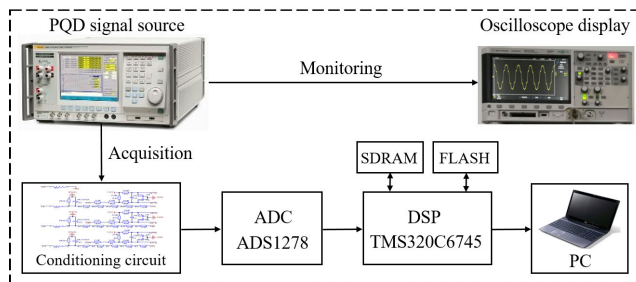 PQD signal source
Oscilloscope display
Monitoring
Acquisition
SDRAM
FLASH
ADC
ADS1278
DSP
TMS320C6745
Conditioning circuit
PC